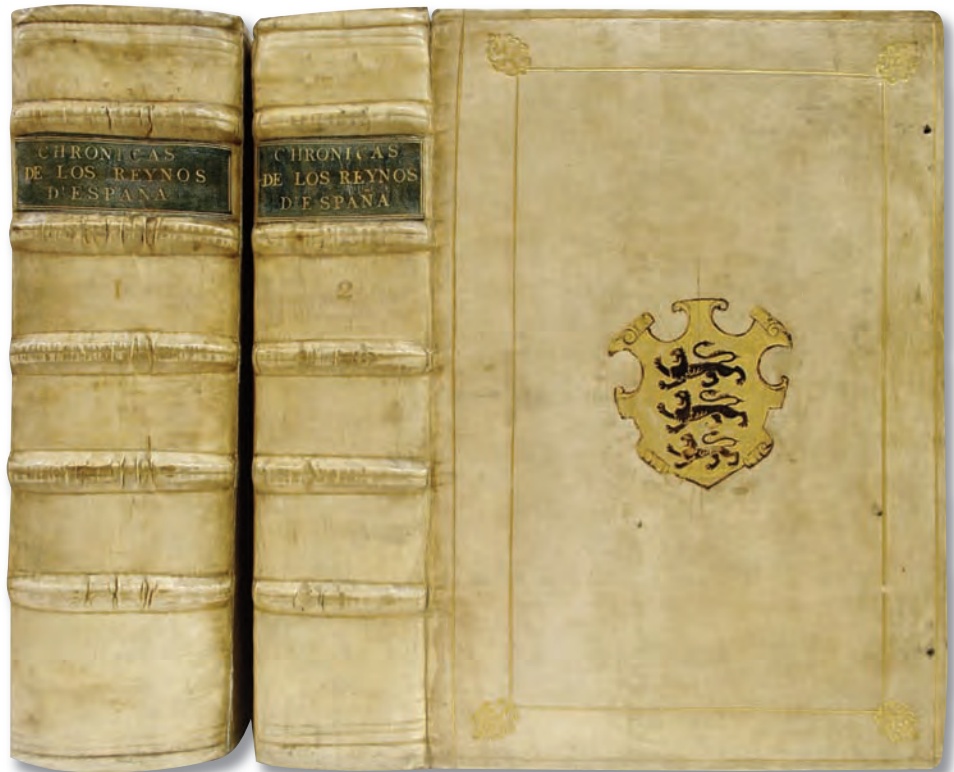 CHRONICAS
DE LOS REYNOS
D'ESPAÑA
1
CHRONICAS
DE LOS REYNOS
D'ESPAÑA
2